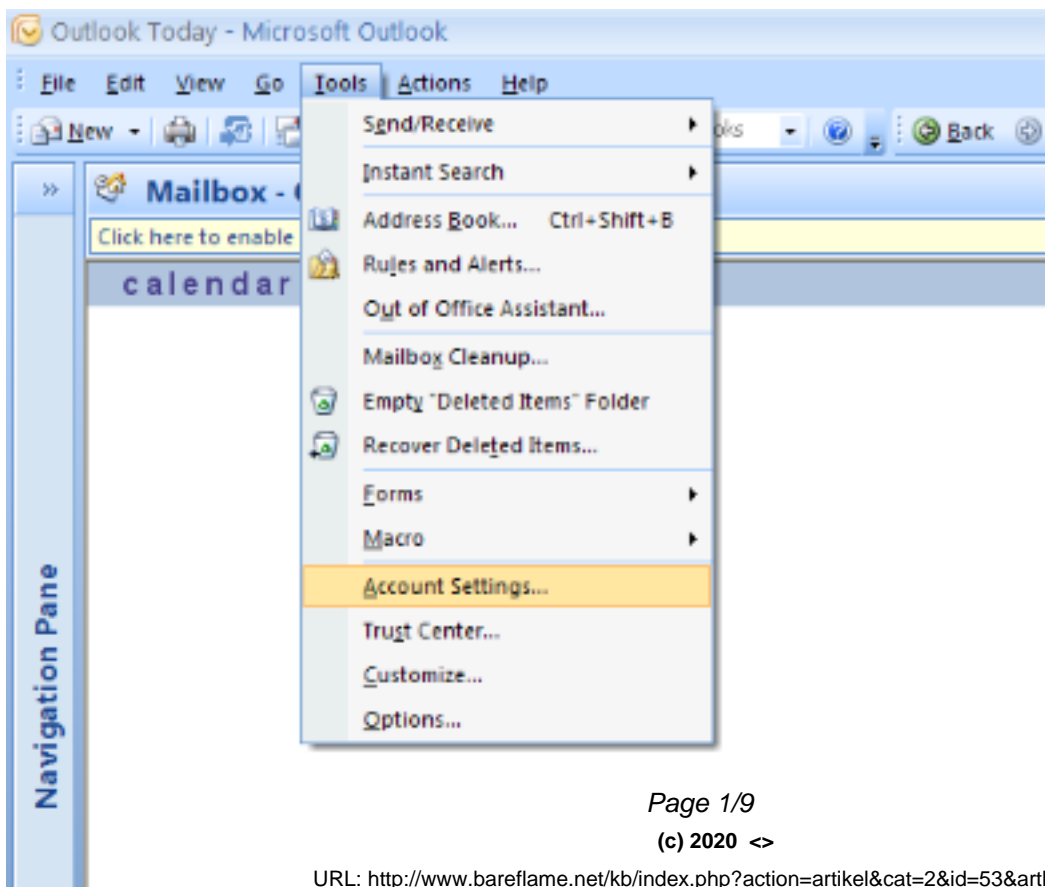 Outlook Today - Microsoft Outlook
File Edit View Go Tools Actions Help
New Back
Send/Receive
Instant Search
Mailbox -
Address Book... Ctrl+Shift+B
Click here to enable
Rules and Alerts...
calendar
Out of Office Assistant...
Mailbox Cleanup...
Empty "Deleted Items" Folder
Recover Deleted Items...
Forms
Macro
Account Settings...
Trust Center...
Customize...
Options...
Navigation Pane
Page 1/9
(c) 2020 <>
URL: http://www.bareflame.net/kb/index.php?action=artikel&cat=2&id=53&artl